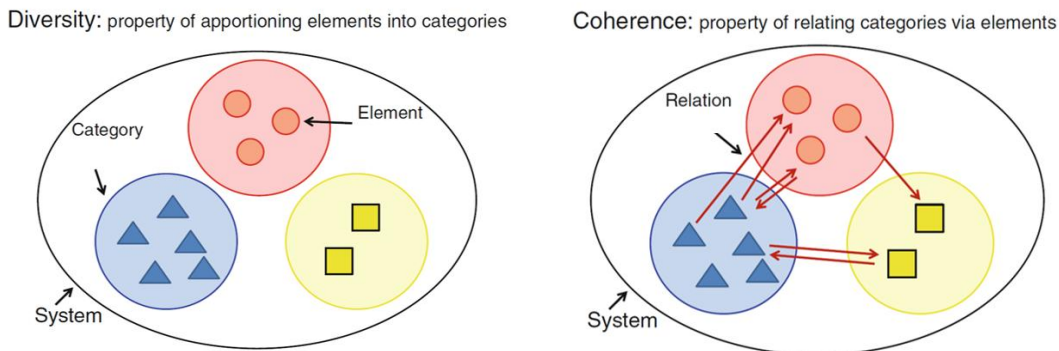 Diversity: property of apportioning elements into categories
Category
Element
System
Coherence: property of relating categories via elements
Relation
System